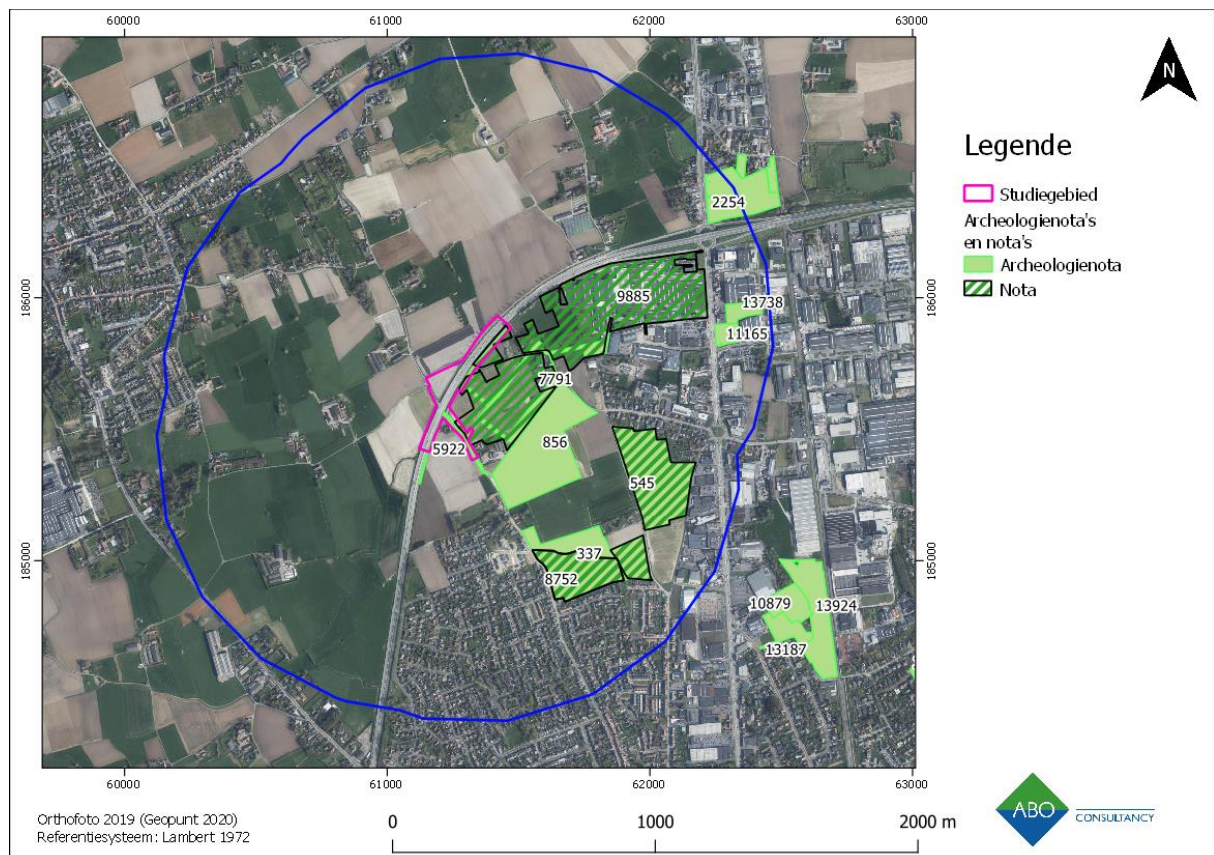 60000 61000 62000 63000
N
Legende
Studiegebied
Archeologienota's
en nota's
Archeologienota
Nota
2254
186000
9885
13738
186000
11165
7791
856
5922
545
185000
337
185000
8752
10879
13924
13187
60000 61000 62000 63000
Orthofoto 2019 (Geopunt 2020)
Referentiesysteem: Lambert 1972
0 1000 2000 m
ABO
CONSULTANCY